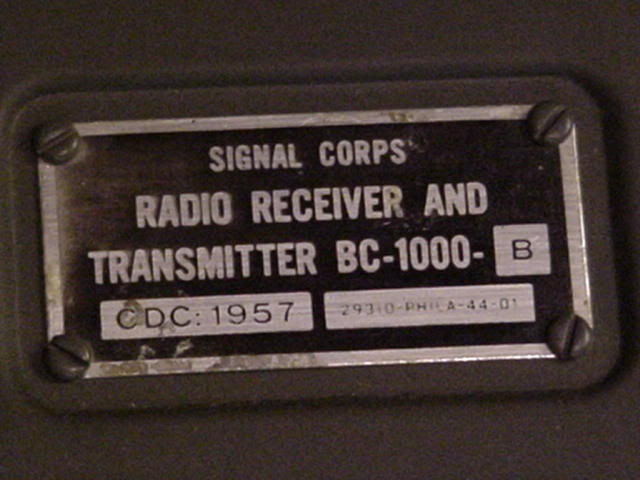 SIGNAL CORPS
RADIO RECEIVER AND
TRANSMITTER BC-1000- B
CDC: 1957 29310-PHILA-44-01